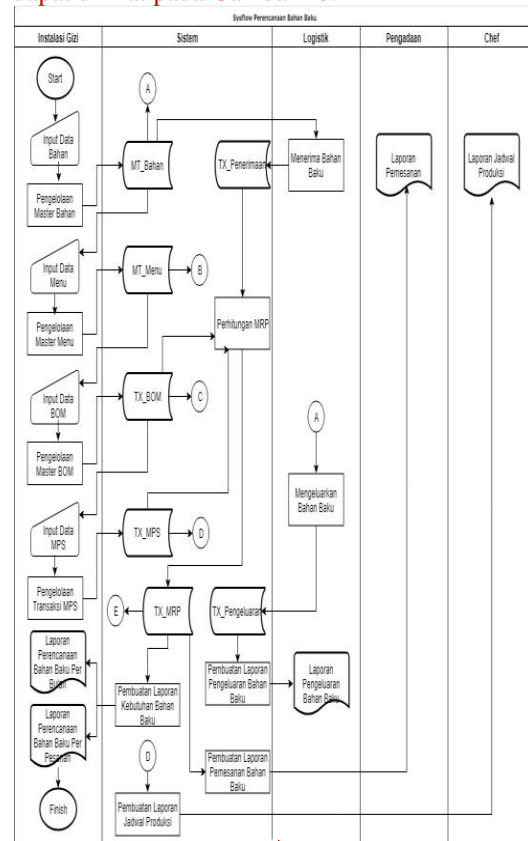 Sysflow Perencanaan Bahan Baku
Instalasi Gizi
Sistem
Logistik
Pengadaan
Chef
Start
Input Data
Bahan
Pengelolaan
Master Bahan
A
MT_Bahan
TX_Penerimaan
Menerima Bahan
Baku
Laporan
Pemesanan
Laporan Jadwal
Produksi
Input Data
Menu
Pengelolaan
Master Menu
MT_Menu
B
Perhitungan MRP
Input Data
BOM
Pengelolaan
Master BOM
TX_BOM
C
A
Mengeluarkan
Bahan Baku
Input Data
MPS
Pengelolaan
Transaksi MPS
TX_MPS
D
E
TX_MRP
TX_Pengeluaran
Laporan
Perencanaan
Bahan Baku Per
Bulan
Pembuatan Laporan
Kebutuhan Bahan
Baku
Pembuatan Laporan
Pengeluaran Bahan
Baku
Laporan
Pengeluaran
Bahan Baku
Laporan
Perencanaan
Bahan Baku Per
Pesanan
D
Pembuatan Laporan
Pemesanan Bahan
Baku
Finish
Pembuatan Laporan
Jadwal Produksi